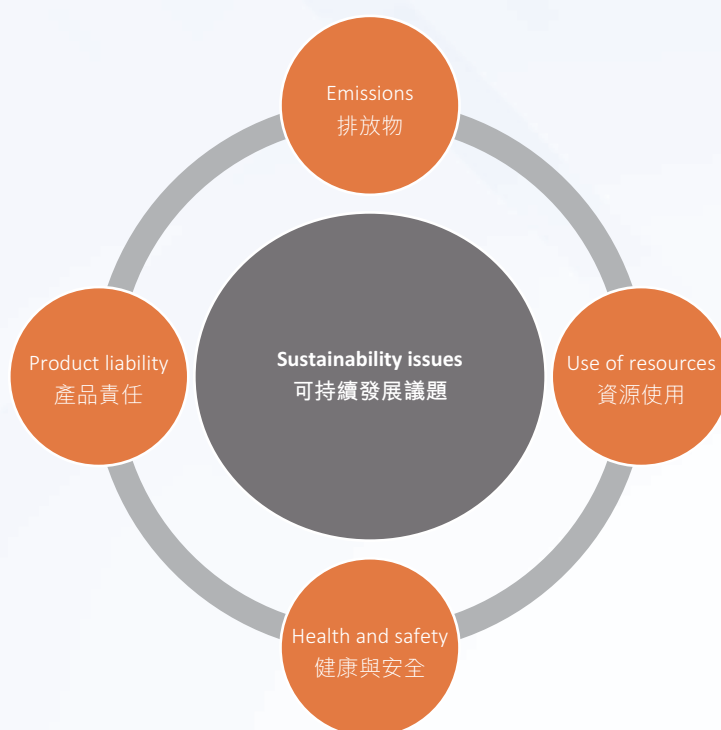 Emissions
排放物
Product liability
產品責任
Sustainability issues
可持續發展議題
Use of resources
資源使用
Health and safety
健康與安全